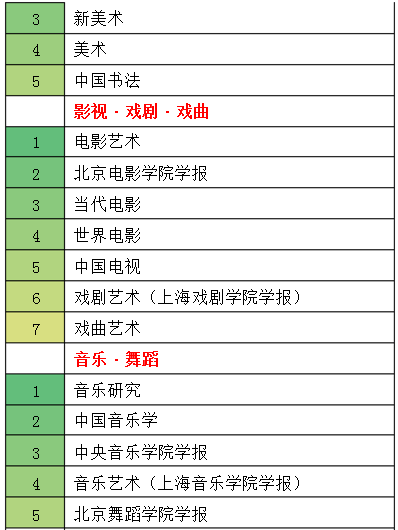 3 新美术
4 美术
5 中国书法
影视·戏剧·戏曲
1 电影艺术
2 北京电影学院学报
3 当代电影
4 世界电影
5 中国电视
6 戏剧艺术（上海戏剧学院学报）
7 戏曲艺术
音乐·舞蹈
1 音乐研究
2 中国音乐学
3 中央音乐学院学报
4 音乐艺术（上海音乐学院学报）
5 北京舞蹈学院学报